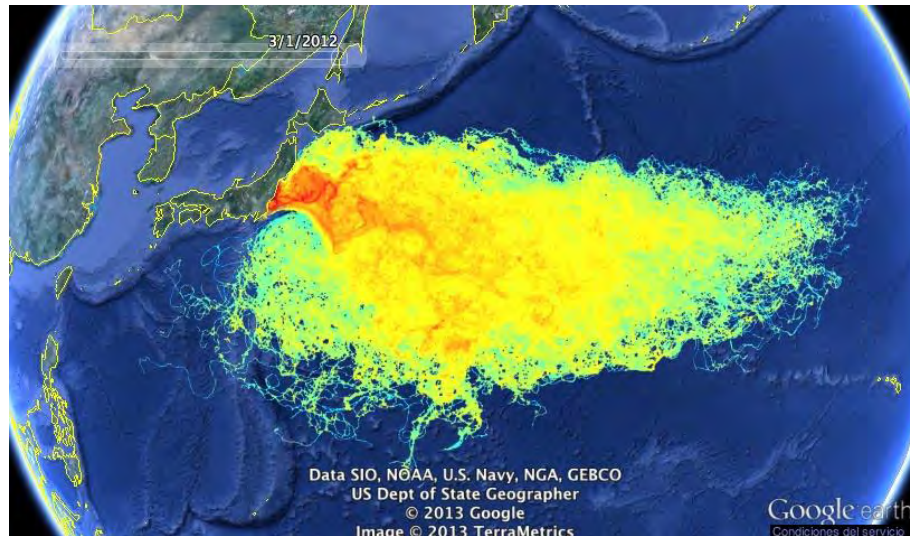 3/1/2012
Data SIO, NOAA, U.S. Navy, NGA, GEBCO
US Dept of State Geographer
© 2013 Google
Image © 2013 TerraMetrics
Google earth
Condiciones del servicio